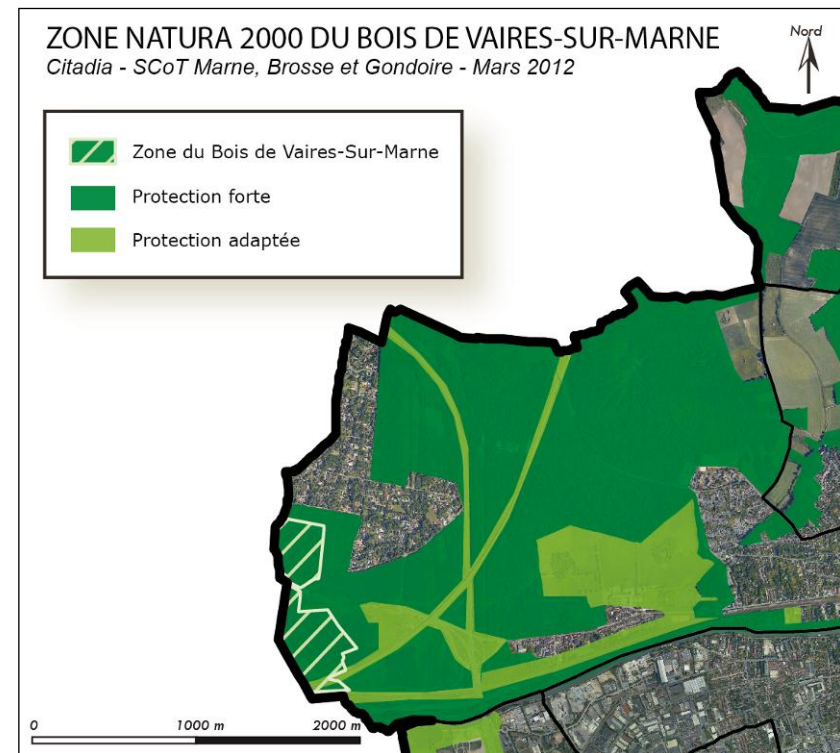 ZONE NATURA 2000 DU BOIS DE VAIRES-SUR-MARNE
Citadia - SCoT Marne, Brosse et Gondoire - Mars 2012
Nord
Zone du Bois de Vaires-Sur-Marne
Protection forte
Protection adaptée
0 1000 m 2000 m